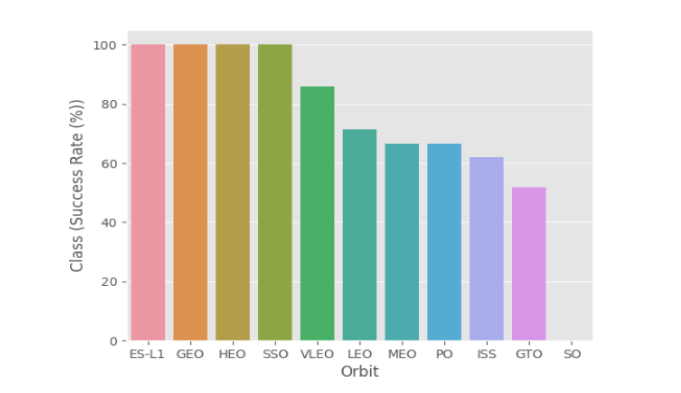 100
80
60
40
20
0
Class (Success Rate (%))
ES-L1 GEO HEO SSO VLEO LEO MEO PO ISS GTO SO
Orbit